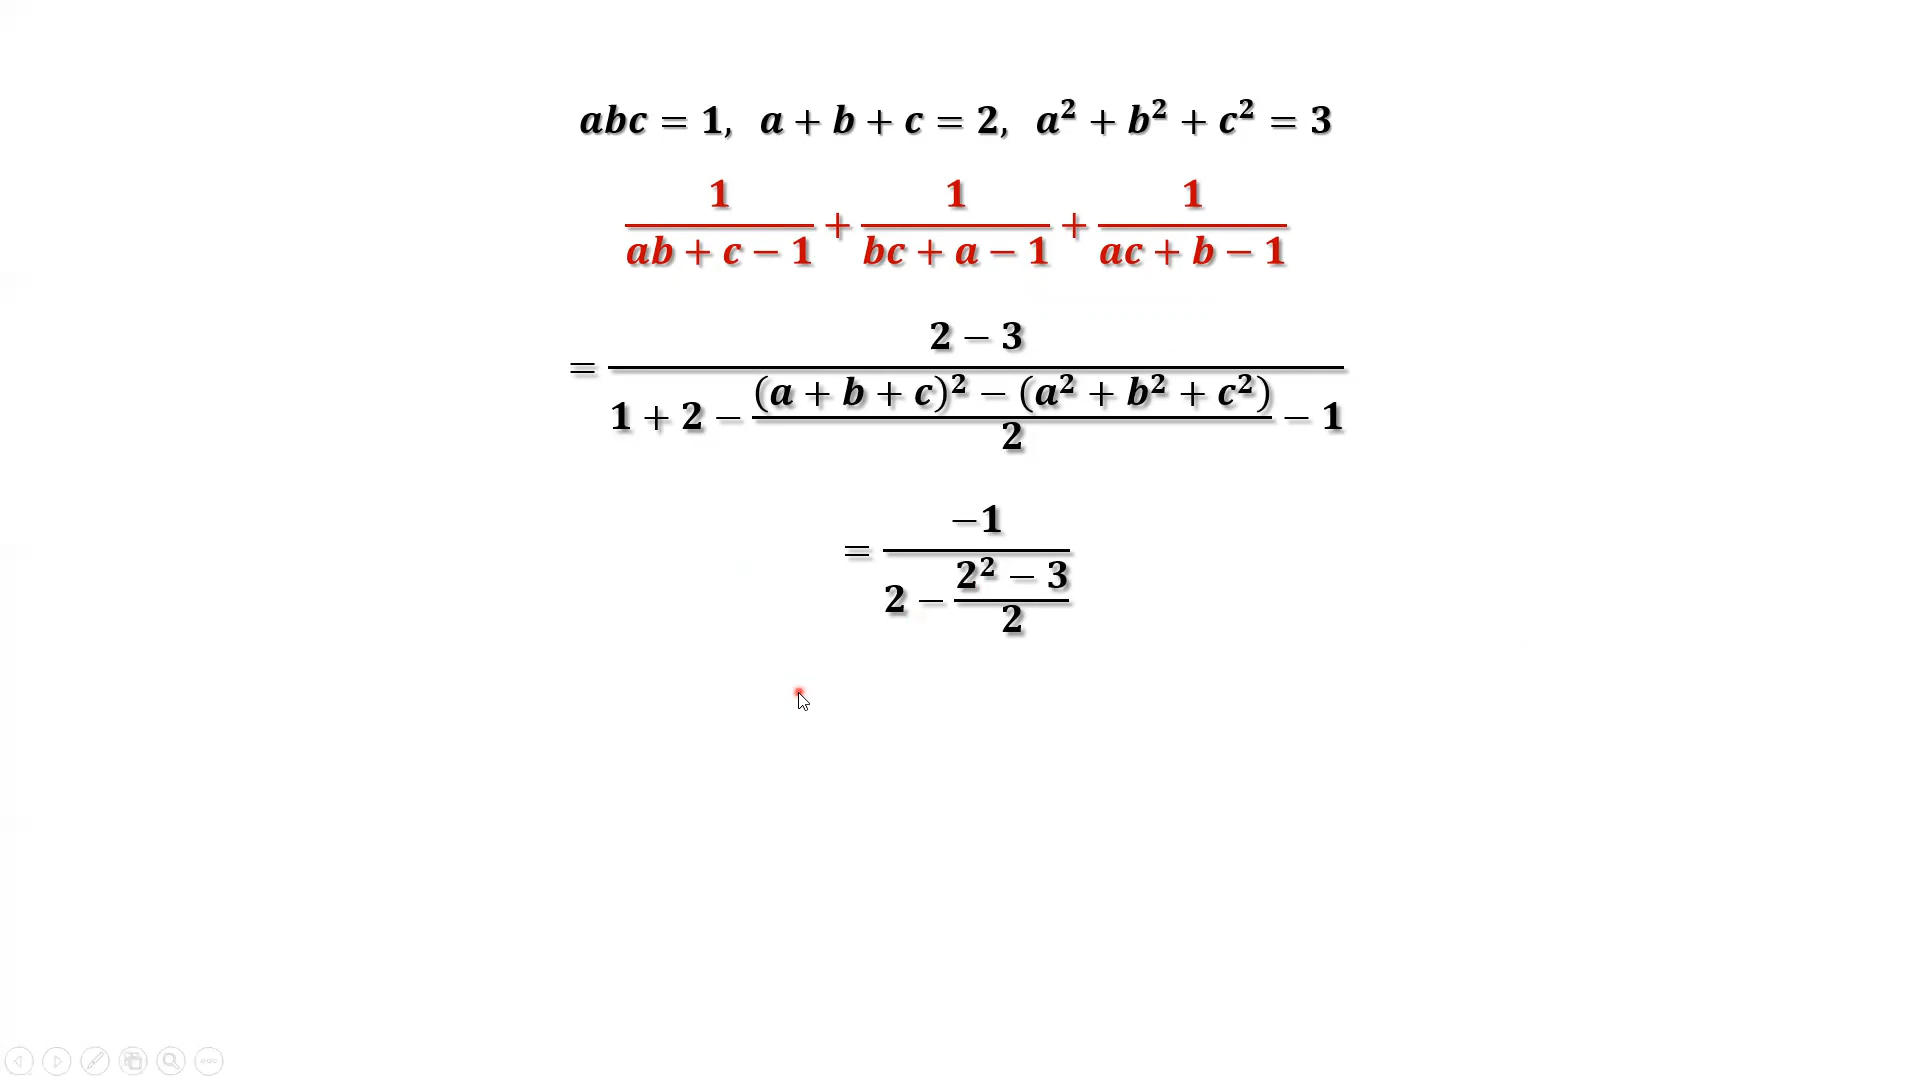 abc = 1, a + b + c = 2, a² + b² + c² = 3
1/(ab + c − 1) + 1/(bc + a − 1) + 1/(ac + b − 1)
= (2 − 3)/(1 + 2 − ((a + b + c)² − (a² + b² + c²))/2 − 1)
= (−1)/(2 − (2² − 3)/2)